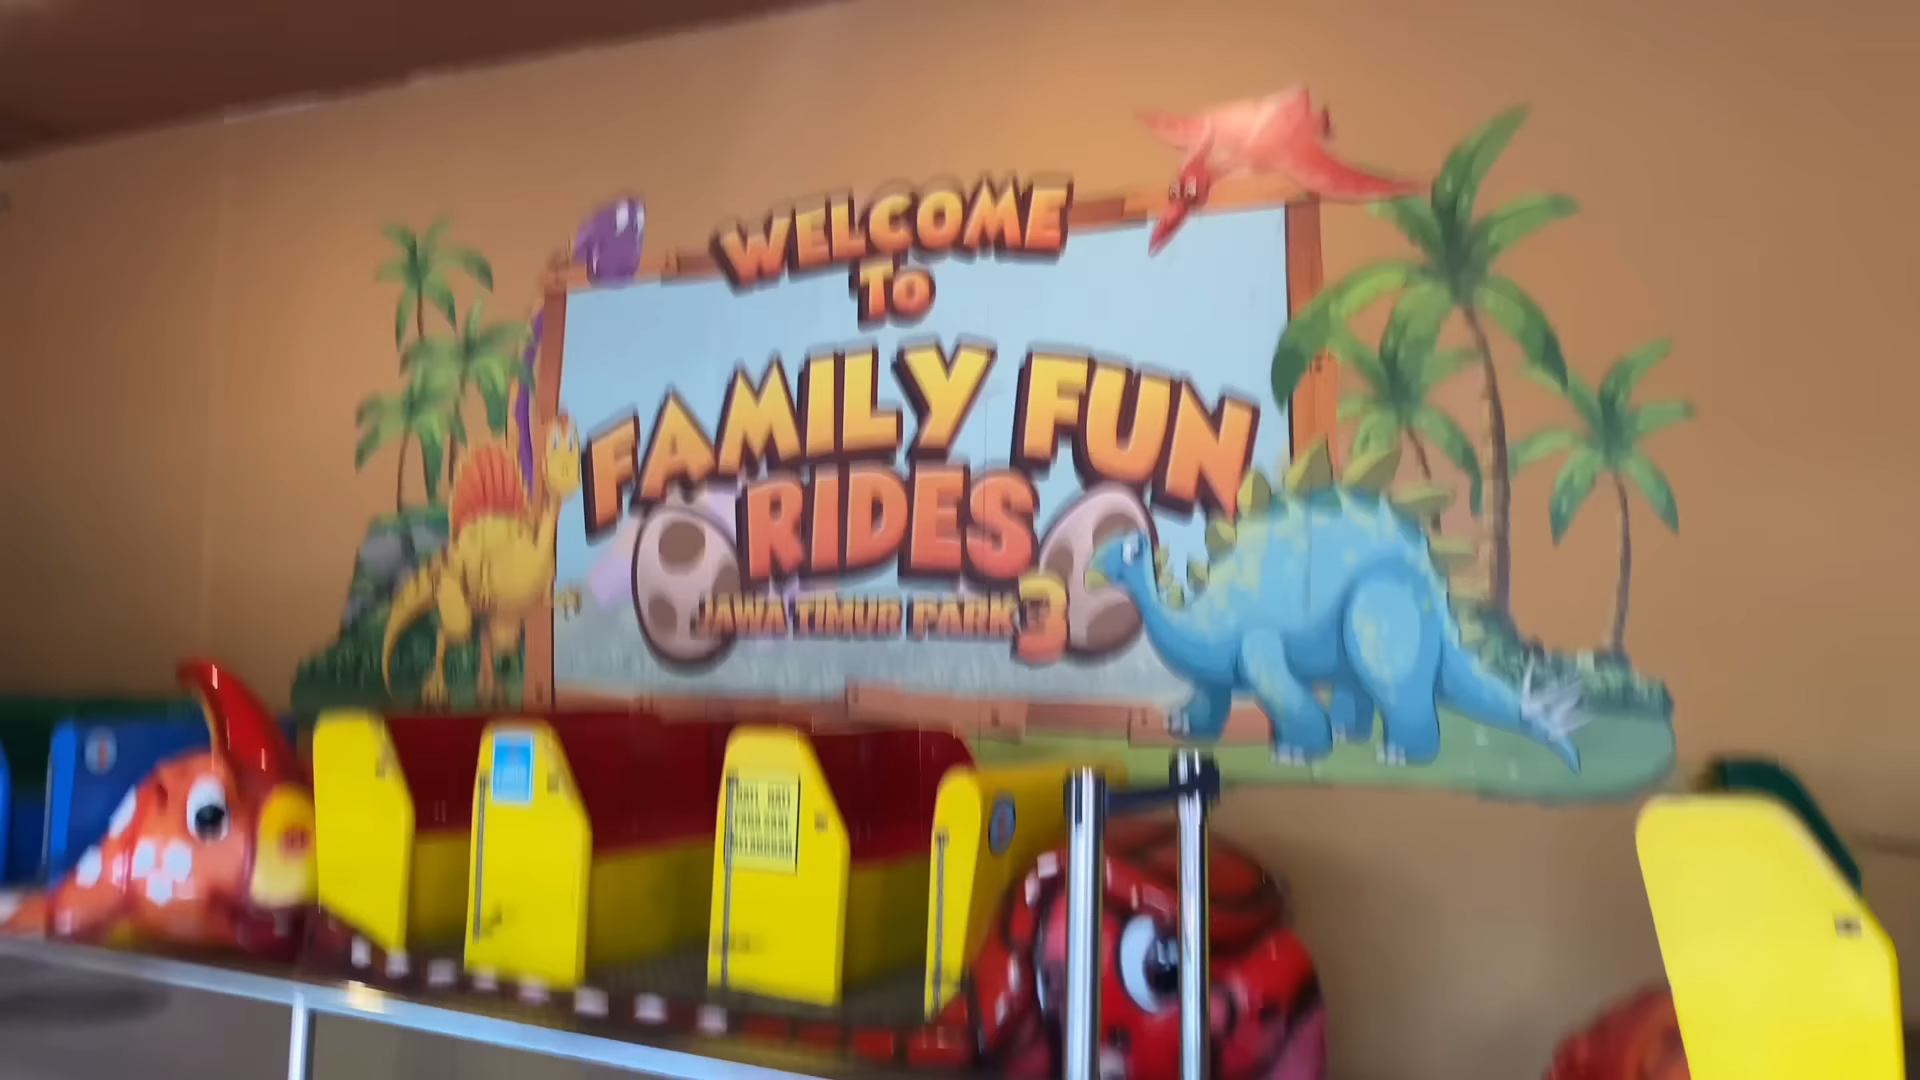 WELCOME
To
FAMILY FUN
RIDES
JAWA TIMUR PARK 3